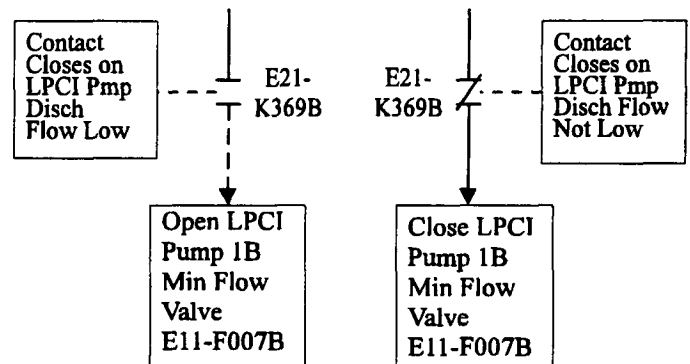 Contact
Closes on
LPCI Pmp
Disch
Flow Low
E21-
K369B
E21-
K369B
Contact
Closes on
LPCI Pmp
Disch Flow
Not Low
Open LPCI
Pump 1B
Min Flow
Valve
E11-F007B
Close LPCI
Pump 1B
Min Flow
Valve
E11-F007B